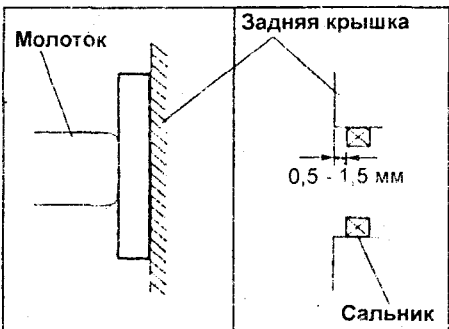 Молоток
Задняя крышка
0,5 - 1,5 мм
Сальник